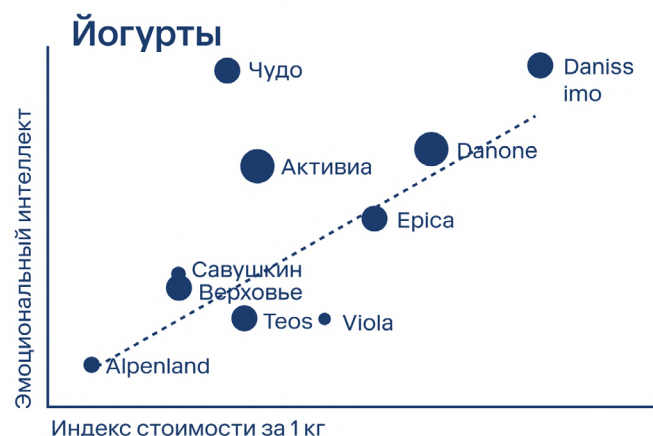 Йогурты
Чудо
Daniss
imo
Danone
Активиа
Epica
Савушкин
Верховье
Teos
Viola
Alpenland
Эмоциональный интеллект
Индекс стоимости за 1 кг